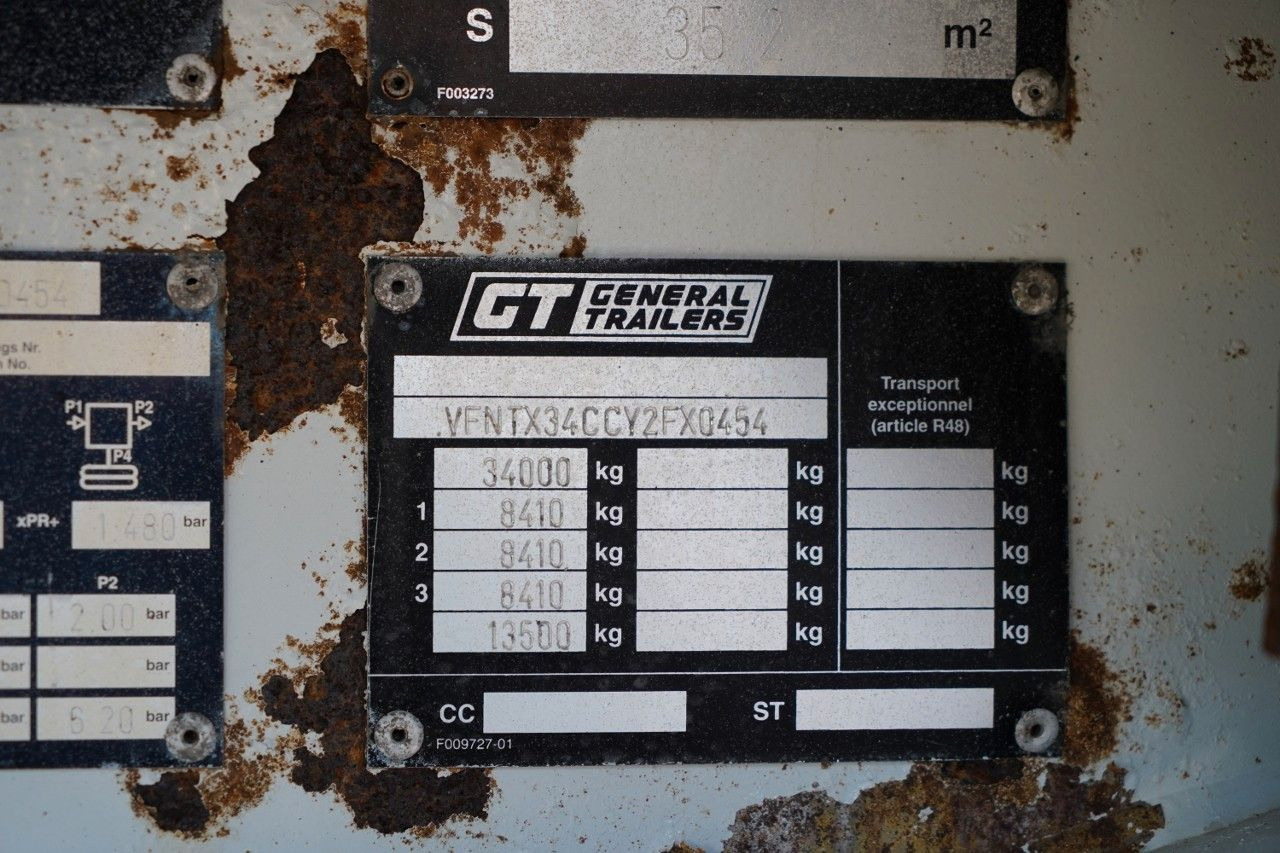 S 35 2 m²
F003273
0454
gs Nr.
No.
P1 P2
P4
xPR+ 1.480 bar
P2
bar 2.00 bar
bar bar
bar 6.20 bar
GT GENERAL TRAILERS
VFNTX34CCY2FX0454
Transport
exceptionnel
(article R48)
34000 kg kg kg
1 8410 kg kg kg
2 8410 kg kg kg
3 8410 kg kg kg
13500 kg kg kg
CC ST
F009727-01